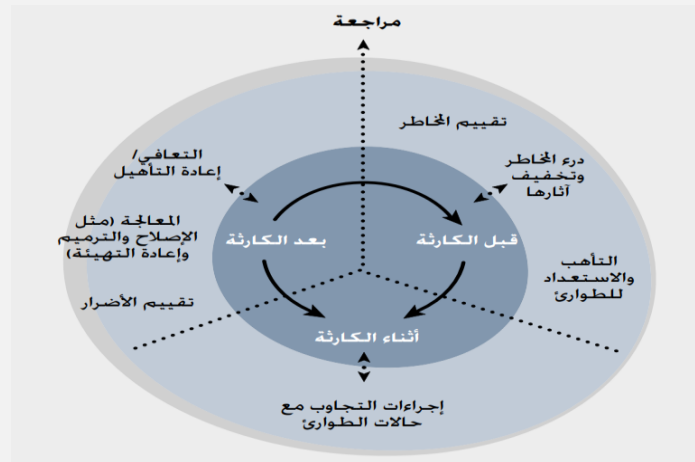 مراجعة
تقييم المخاطر
درء المخاطر
وتخفيف
آثارها
التأهب
والاستعداد
للطوارئ
قبل الكارثة
أثناء الكارثة
إجراءات التجاوب مع
حالات الطوارئ
بعد الكارثة
التعافي/
إعادة التأهيل
المعالجة (مثل
الإصلاح والترميم
وإعادة التهيئة)
تقييم الأضرار